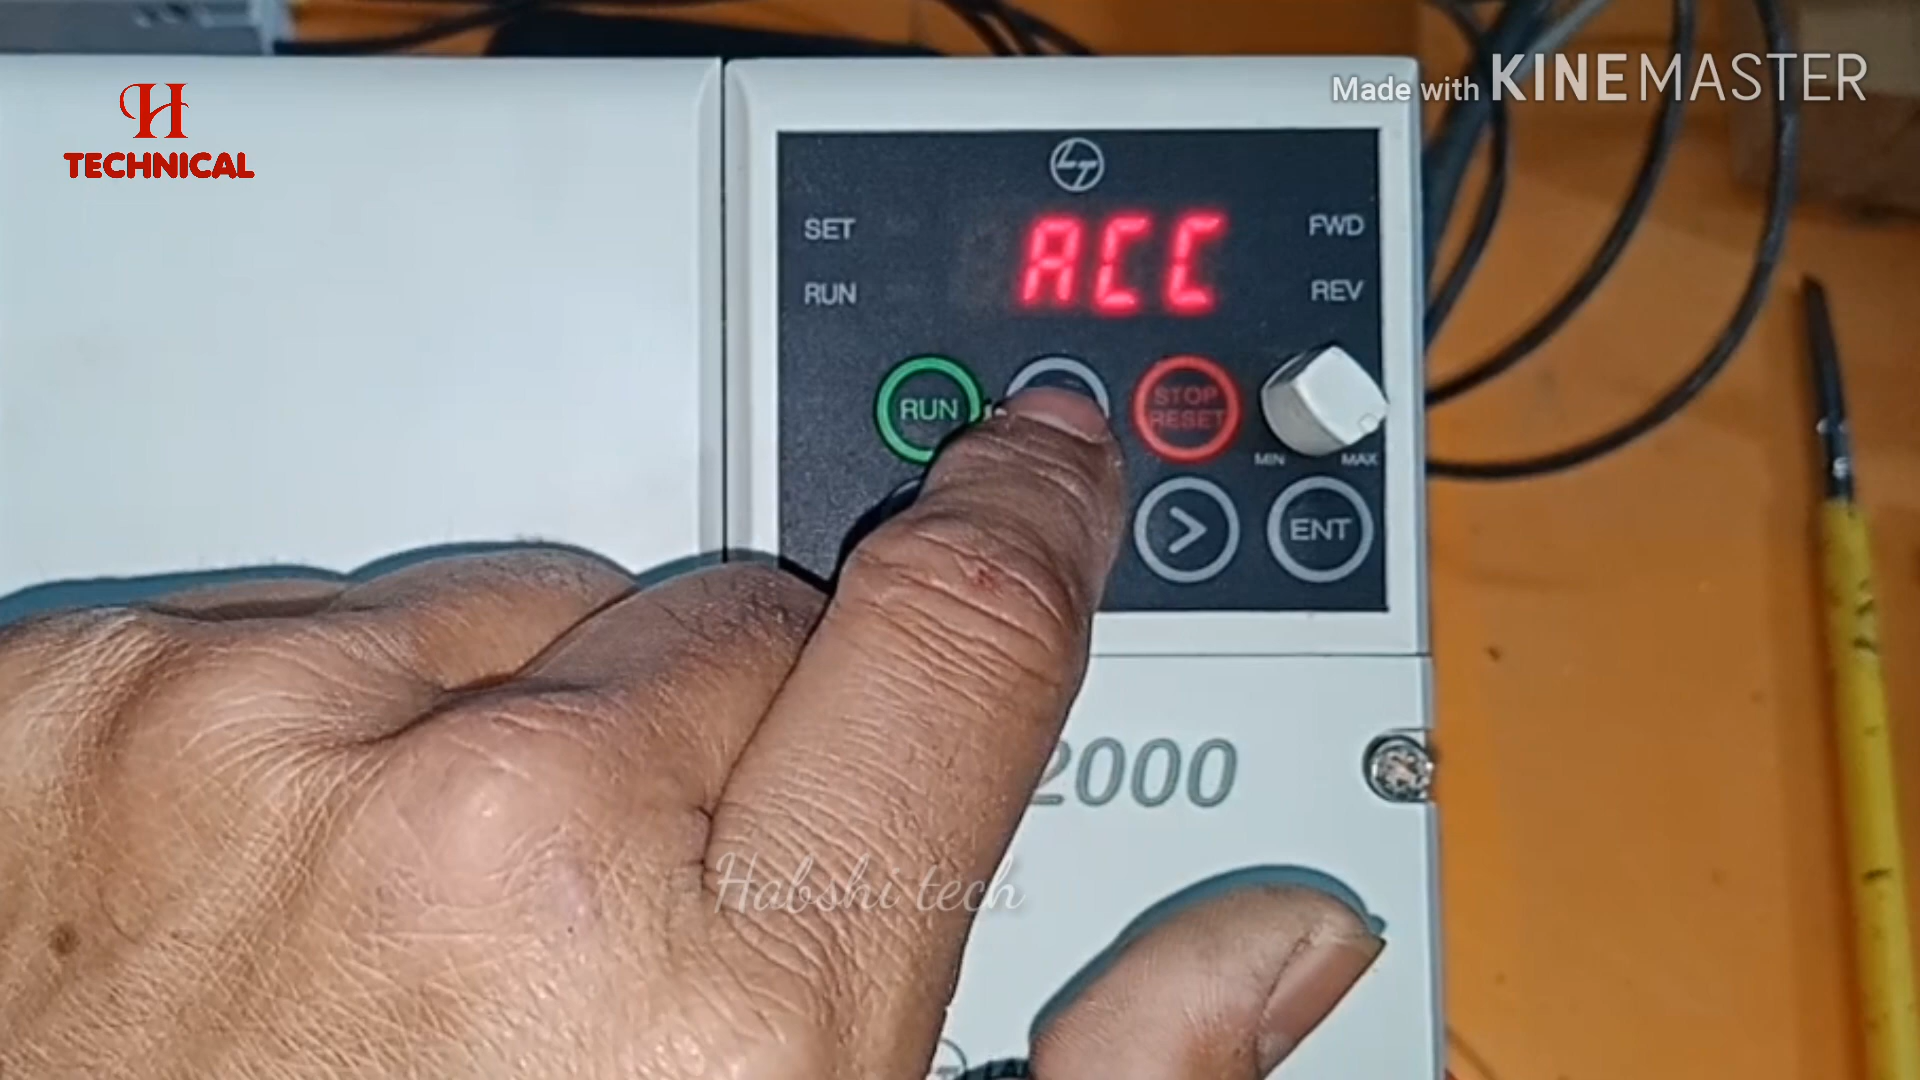 Made with KINEMASTER
H
TECHNICAL
SET
ACC
FWD
RUN
REV
RUN
STOP
RESET
MIN
MAX
>
ENT
2000
Habshi tech